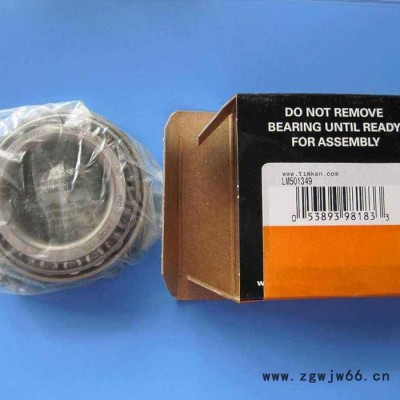 DO NOT REMOVE
BEARING UNTIL READY
FOR ASSEMBLY
www.timken.com
LM501349
0 53893 98183 3
www.zgwjw66.cn